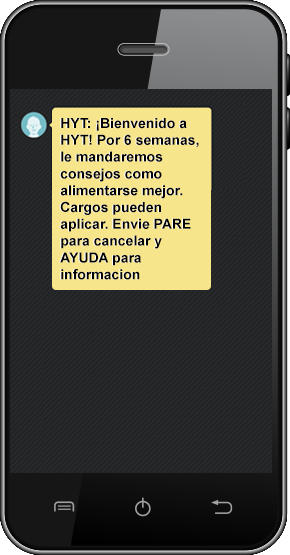 HYT: ¡Bienvenido a
HYT! Por 6 semanas,
le mandaremos
consejos como
alimentarse mejor.
Cargos pueden
aplicar. Envie PARE
para cancelar y
AYUDA para
informacion